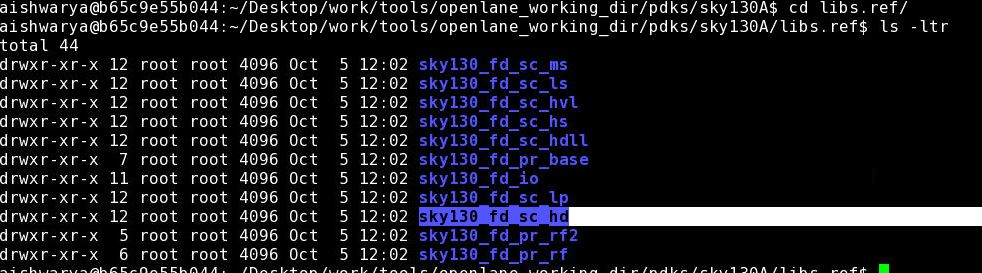 aishwarya@b65c9e55b044:~/Desktop/work/tools/openlane_working_dir/pdks/sky130A$ cd libs.ref/
aishwarya@b65c9e55b044:~/Desktop/work/tools/openlane_working_dir/pdks/sky130A/libs.ref$ ls -ltr
total 44
drwxr-xr-x 12 root root 4096 Oct  5 12:02 sky130_fd_sc_ms
drwxr-xr-x 12 root root 4096 Oct  5 12:02 sky130_fd_sc_ls
drwxr-xr-x 12 root root 4096 Oct  5 12:02 sky130_fd_sc_hvl
drwxr-xr-x 12 root root 4096 Oct  5 12:02 sky130_fd_sc_hs
drwxr-xr-x 12 root root 4096 Oct  5 12:02 sky130_fd_sc_hdll
drwxr-xr-x  7 root root 4096 Oct  5 12:02 sky130_fd_pr_base
drwxr-xr-x 11 root root 4096 Oct  5 12:02 sky130_fd_io
drwxr-xr-x 12 root root 4096 Oct  5 12:02 sky130_fd_sc_lp
drwxr-xr-x 12 root root 4096 Oct  5 12:02 sky130_fd_sc_hd
drwxr-xr-x  5 root root 4096 Oct  5 12:02 sky130_fd_pr_rf2
drwxr-xr-x  6 root root 4096 Oct  5 12:02 sky130_fd_pr_rf
aishwarya@b65c9e55b044:~/Desktop/work/tools/openlane_working_dir/pdks/sky130A/libs.ref$